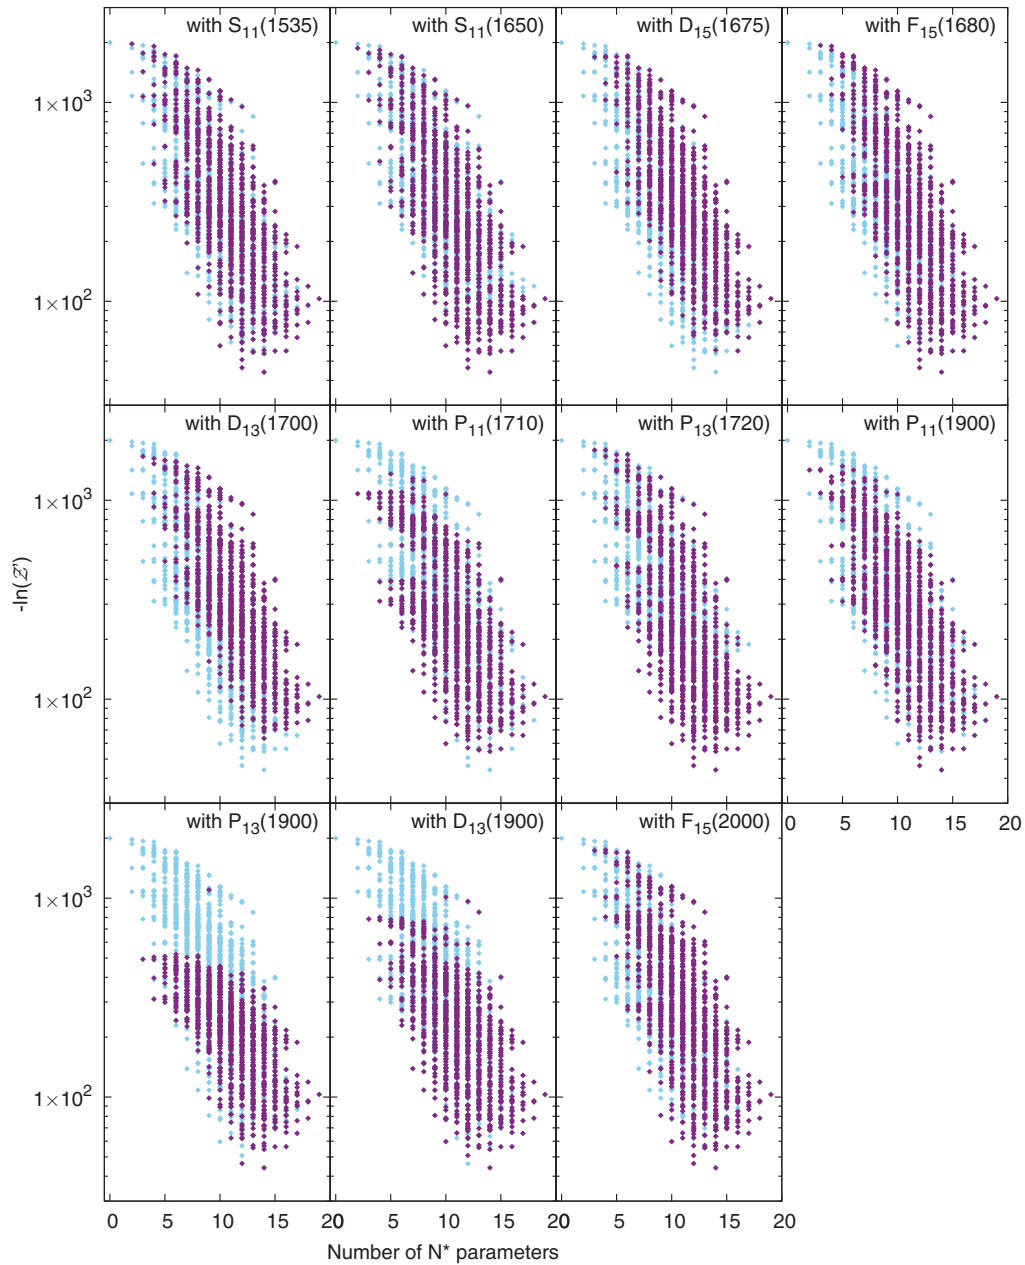 with S₁₁(1535) with S₁₁(1650) with D₁₅(1675) with F₁₅(1680)
1×10³
1×10²
with D₁₃(1700) with P₁₁(1710) with P₁₃(1720) with P₁₁(1900)
1×10³
-ln(𝒵')
1×10²
0 5 10 15 20
with P₁₃(1900) with D₁₃(1900) with F₁₅(2000)
1×10³
1×10²
0 5 10 15 20 0 5 10 15 20 0 5 10 15 20
Number of N* parameters